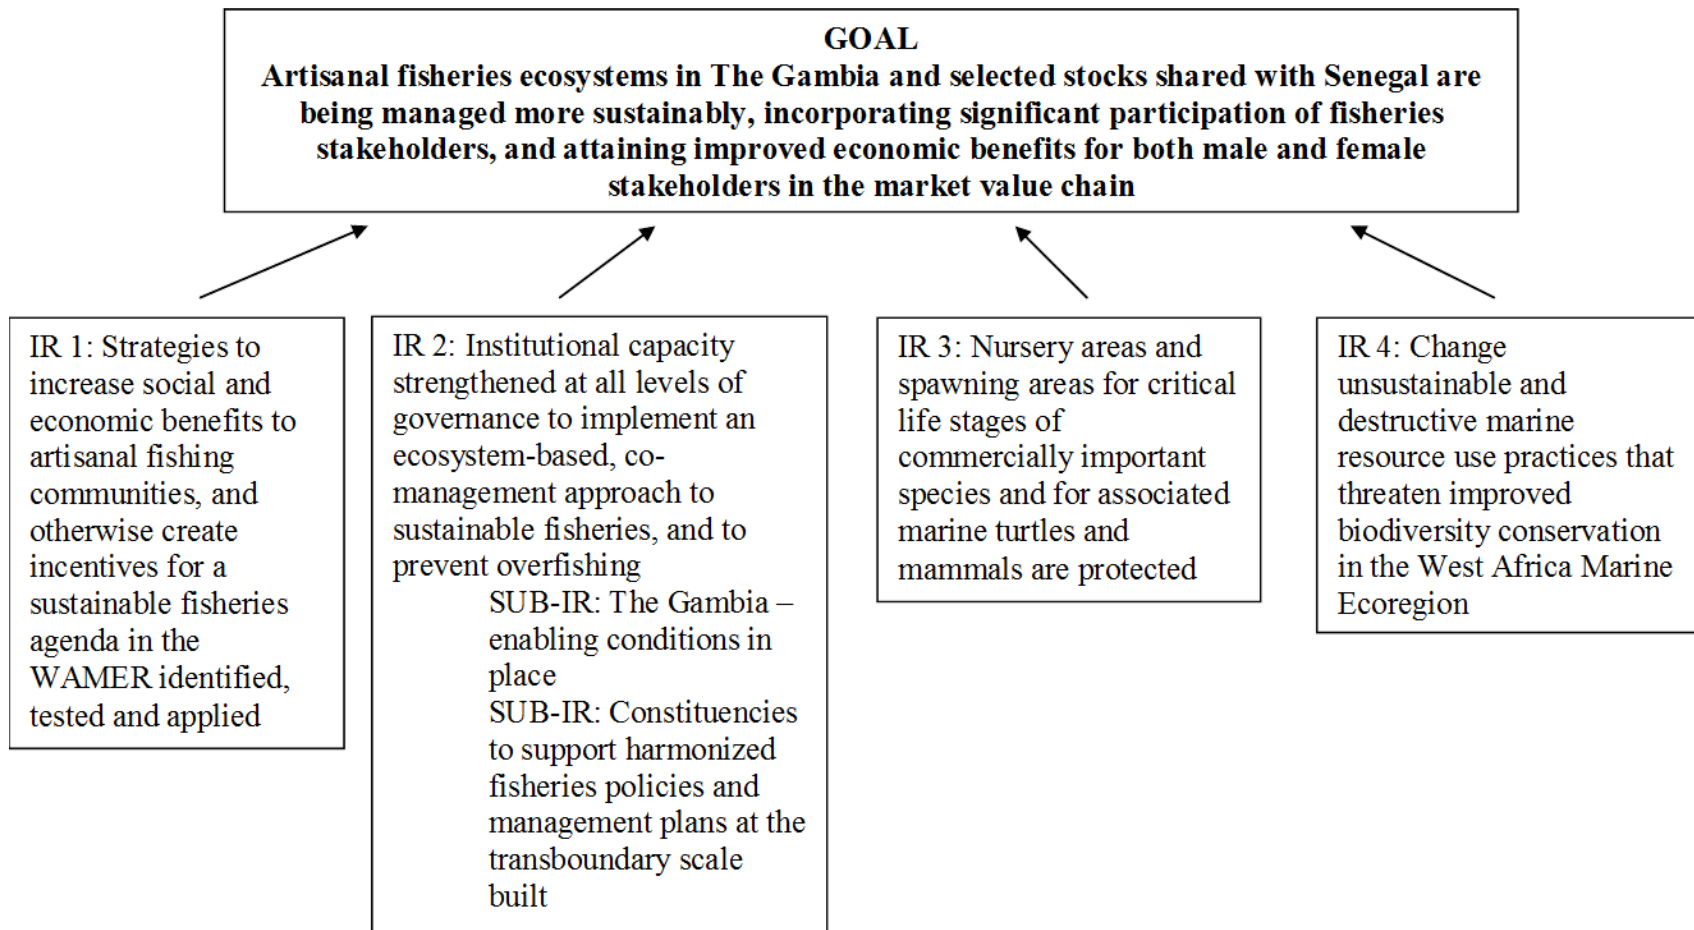 GOAL
Artisanal fisheries ecosystems in The Gambia and selected stocks shared with Senegal are
being managed more sustainably, incorporating significant participation of fisheries
stakeholders, and attaining improved economic benefits for both male and female
stakeholders in the market value chain
IR 1: Strategies to
increase social and
economic benefits to
artisanal fishing
communities, and
otherwise create
incentives for a
sustainable fisheries
agenda in the
WAMER identified,
tested and applied
IR 2: Institutional capacity
strengthened at all levels of
governance to implement an
ecosystem-based, co-
management approach to
sustainable fisheries, and to
prevent overfishing
SUB-IR: The Gambia –
enabling conditions in
place
SUB-IR: Constituencies
to support harmonized
fisheries policies and
management plans at the
transboundary scale
built
IR 3: Nursery areas and
spawning areas for critical
life stages of
commercially important
species and for associated
marine turtles and
mammals are protected
IR 4: Change
unsustainable and
destructive marine
resource use practices that
threaten improved
biodiversity conservation
in the West Africa Marine
Ecoregion